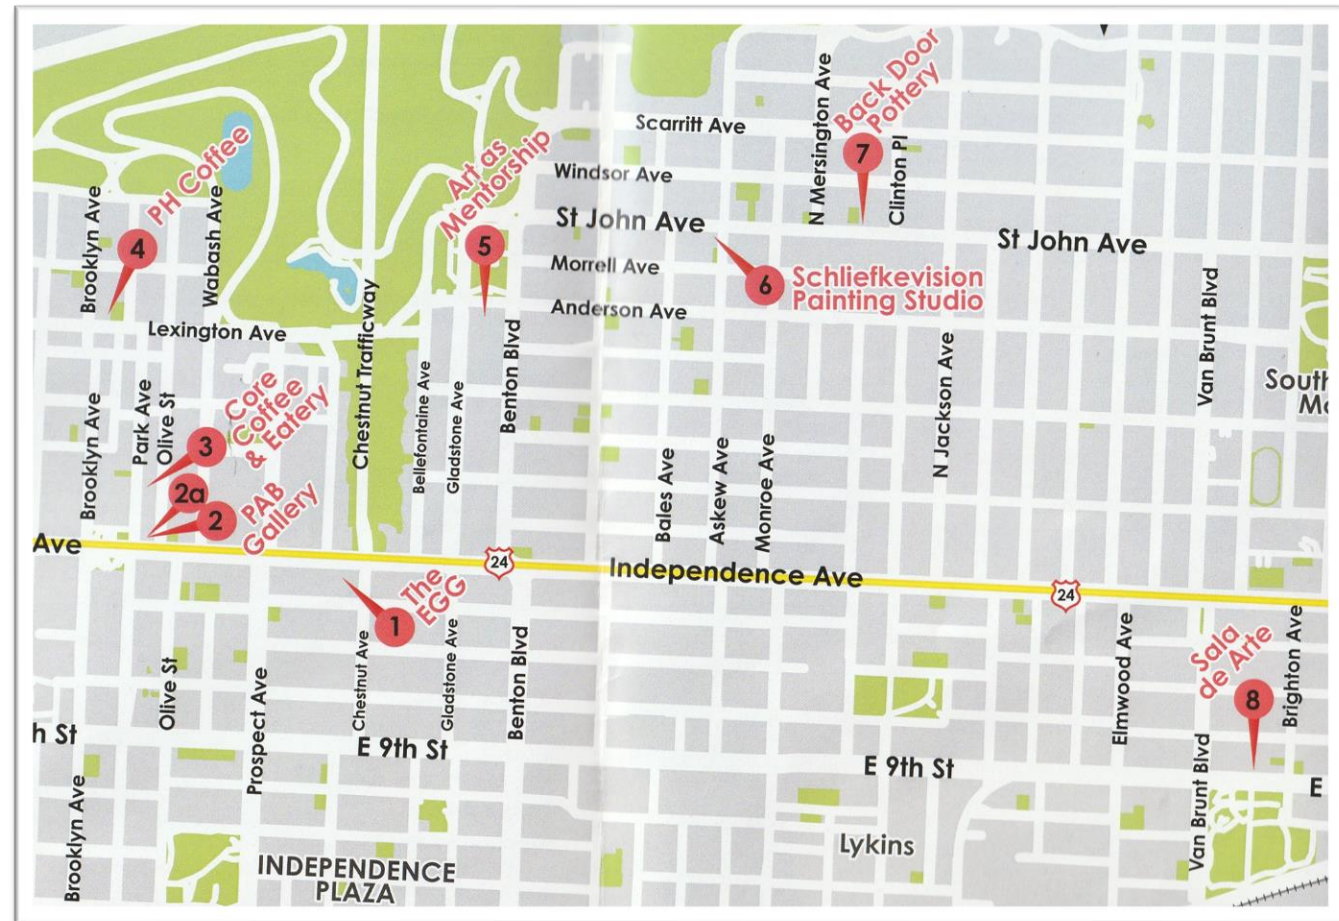 Scarritt Ave
N Mersington Ave
Back Door
Pottery
7
Clinton Pl
Windsor Ave
St John Ave
St John Ave
Morrell Ave
Anderson Ave
PH Coffee
4
Brooklyn Ave
Wabash Ave
Art as
Mentorship
5
6
Schliefkevision
Painting Studio
Lexington Ave
Chestnut Trafficway
Benton Blvd
Van Brunt Blvd
South
Brooklyn Ave
Park Ave
Olive St
Core
Coffee
& Eatery
3
Bellefontaine Ave
Gladstone Ave
N Jackson Ave
2a
2
PAB
Gallery
Bales Ave
Askew Ave
Monroe Ave
Ave
24
Independence Ave
24
The
EGG
1
Olive St
Prospect Ave
Chestnut Ave
Gladstone Ave
Benton Blvd
Elmwood Ave
Sala
de Arte
8
Brighton Ave
h St
E 9th St
E 9th St
E
Brooklyn Ave
Van Brunt Blvd
Lykins
INDEPENDENCE
PLAZA